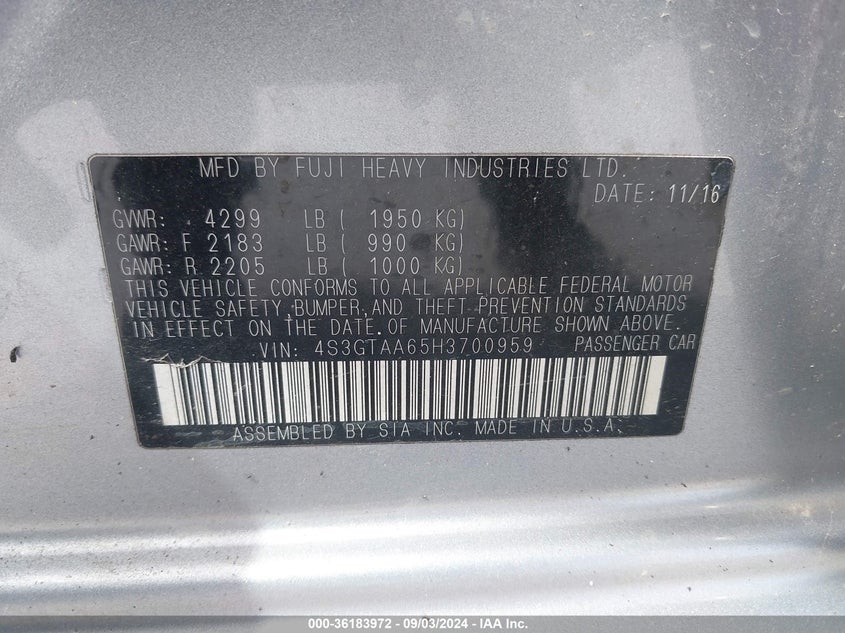 MFD BY FUJI HEAVY INDUSTRIES LTD.
DATE: 11/16
GVWR: 4299 LB ( 1950 KG)
GAWR: F 2183 LB ( 990 KG)
GAWR: R 2205 LB ( 1000 KG)
THIS VEHICLE CONFORMS TO ALL APPLICABLE FEDERAL MOTOR
VEHICLE SAFETY, BUMPER, AND THEFT PREVENTION STANDARDS
IN EFFECT ON THE DATE OF MANUFACTURE SHOWN ABOVE.
VIN: 4S3GTAA65H3700959 PASSENGER CAR
ASSEMBLED BY SIA INC. MADE IN U.S.A.
000-36183972 - 09/03/2024 - IAA Inc.